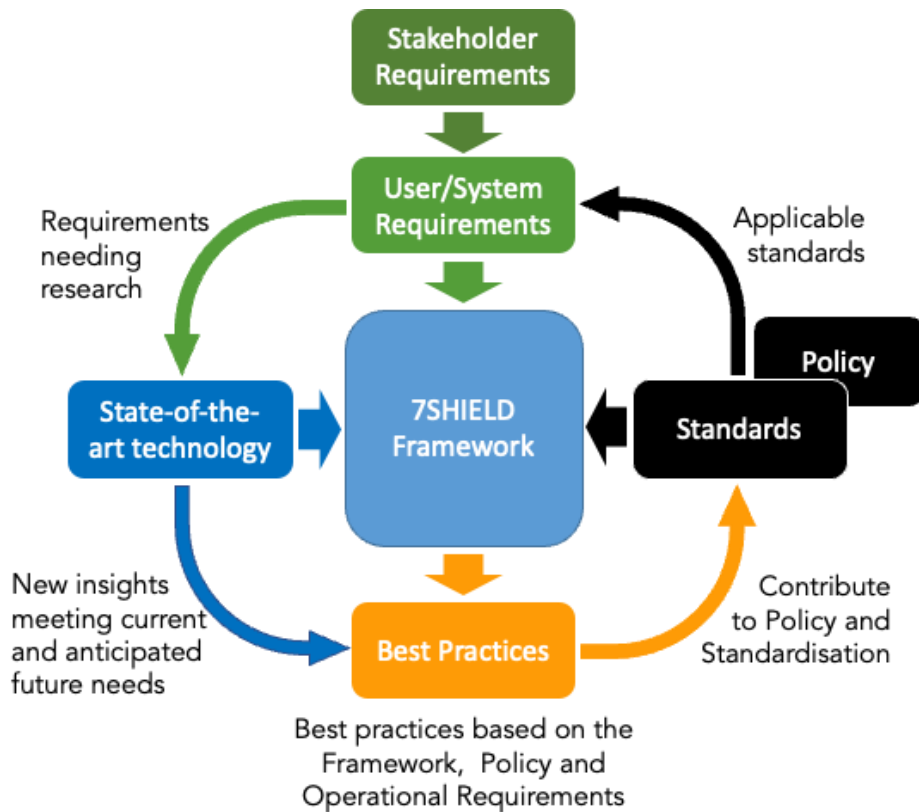 Stakeholder
Requirements
User/System
Requirements
Requirements
needing
research
Applicable
standards
Policy
State-of-the-
art technology
7SHIELD
Framework
Standards
New insights
meeting current
and anticipated
future needs
Best Practices
Contribute
to Policy and
Standardisation
Best practices based on the
Framework, Policy and
Operational Requirements